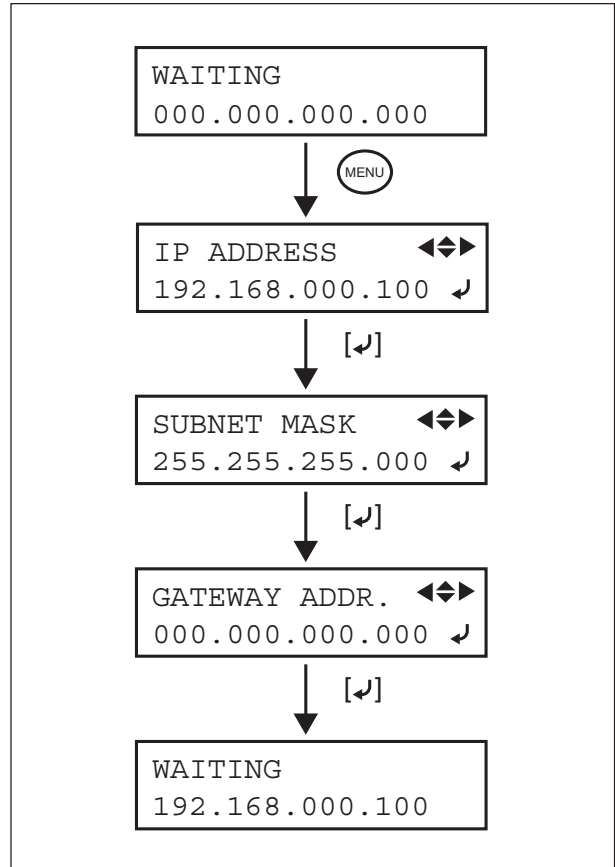 WAITING
000.000.000.000
MENU
IP ADDRESS ◀◆▶
192.168.000.100 ↵
[↵]
SUBNET MASK ◀◆▶
255.255.255.000 ↵
[↵]
GATEWAY ADDR. ◀◆▶
000.000.000.000 ↵
[↵]
WAITING
192.168.000.100